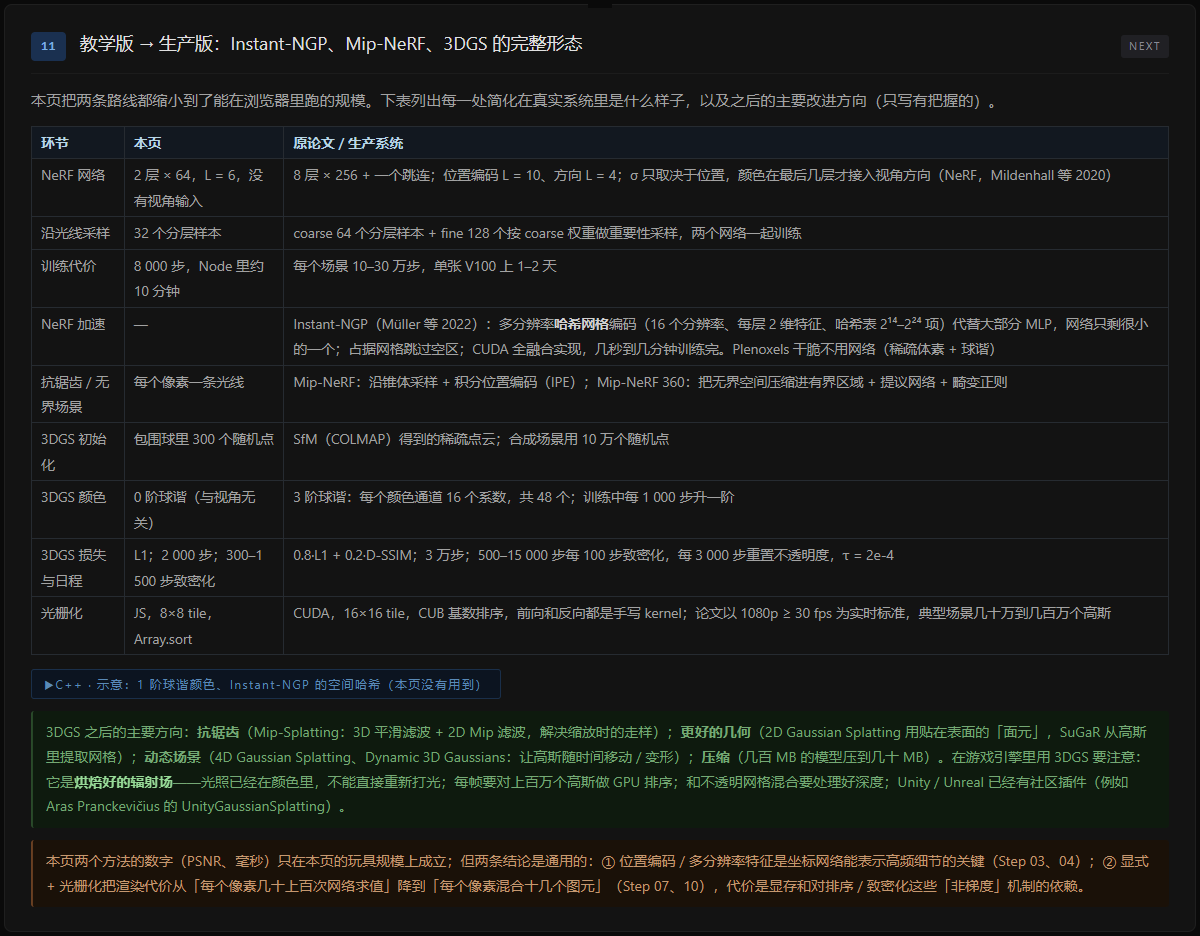 11 教学版 → 生产版：Instant-NGP、Mip-NeRF、3DGS 的完整形态 NEXT
本页把两条路线都缩小到了能在浏览器里跑的规模。下表列出每一处简化在真实系统里是什么样子，以及之后的主要改进方向（只写有把握的）。
环节 本页 原论文 / 生产系统
NeRF 网络 2 层 × 64，L = 6，没 8 层 × 256 + 一个跳连；位置编码 L = 10、方向 L = 4；σ 只取决于位置，颜色在最后几层才接入视角方向（NeRF，Mildenhall 等 2020）
有视角输入
沿光线采样 32 个分层样本 coarse 64 个分层样本 + fine 128 个按 coarse 权重做重要性采样，两个网络一起训练
训练代价 8 000 步，Node 里约 每个场景 10–30 万步，单张 V100 上 1–2 天
10 分钟
NeRF 加速 — Instant-NGP（Müller 等 2022）：多分辨率哈希网格编码（16 个分辨率、每层 2 维特征、哈希表 2¹⁴–2²⁴ 项）代替大部分 MLP，网络只剩很小
的一个；占据网格跳过空区；CUDA 全融合实现，几秒到几分钟训练完。Plenoxels 干脆不用网络（稀疏体素 + 球谐）
抗锯齿 / 无 每个像素一条光线 Mip-NeRF：沿锥体采样 + 积分位置编码（IPE）；Mip-NeRF 360：把无界空间压缩进有界区域 + 提议网络 + 畸变正则
界场景
3DGS 初始 包围球里 300 个随机点 SfM（COLMAP）得到的稀疏点云；合成场景用 10 万个随机点
化
3DGS 颜色 0 阶球谐（与视角无 3 阶球谐：每个颜色通道 16 个系数，共 48 个；训练中每 1 000 步升一阶
关）
3DGS 损失 L1；2 000 步；300–1 0.8·L1 + 0.2·D-SSIM；3 万步；500–15 000 步每 100 步致密化，每 3 000 步重置不透明度，τ = 2e-4
与日程 500 步致密化
光栅化 JS，8×8 tile， CUDA，16×16 tile，CUB 基数排序，前向和反向都是手写 kernel；论文以 1080p ≥ 30 fps 为实时标准，典型场景几十万到几百万个高斯
Array.sort
▶C++ · 示意：1 阶球谐颜色、Instant-NGP 的空间哈希（本页没有用到）
3DGS 之后的主要方向：抗锯齿（Mip-Splatting：3D 平滑滤波 + 2D Mip 滤波，解决缩放时的走样）；更好的几何（2D Gaussian Splatting 用贴在表面的「面元」，SuGaR 从高斯
里提取网格）；动态场景（4D Gaussian Splatting、Dynamic 3D Gaussians：让高斯随时间移动 / 变形）；压缩（几百 MB 的模型压到几十 MB）。在游戏引擎里用 3DGS 要注意：
它是烘焙好的辐射场——光照已经在颜色里，不能直接重新打光；每帧要对上百万个高斯做 GPU 排序；和不透明网格混合要处理好深度；Unity / Unreal 已经有社区插件（例如
Aras Pranckevičius 的 UnityGaussianSplatting）。
本页两个方法的数字（PSNR、毫秒）只在本页的玩具规模上成立；但两条结论是通用的：① 位置编码 / 多分辨率特征是坐标网络能表示高频细节的关键（Step 03、04）；② 显式
+ 光栅化把渲染代价从「每个像素几十上百次网络求值」降到「每个像素混合十几个图元」（Step 07、10），代价是显存和对排序 / 致密化这些「非梯度」机制的依赖。